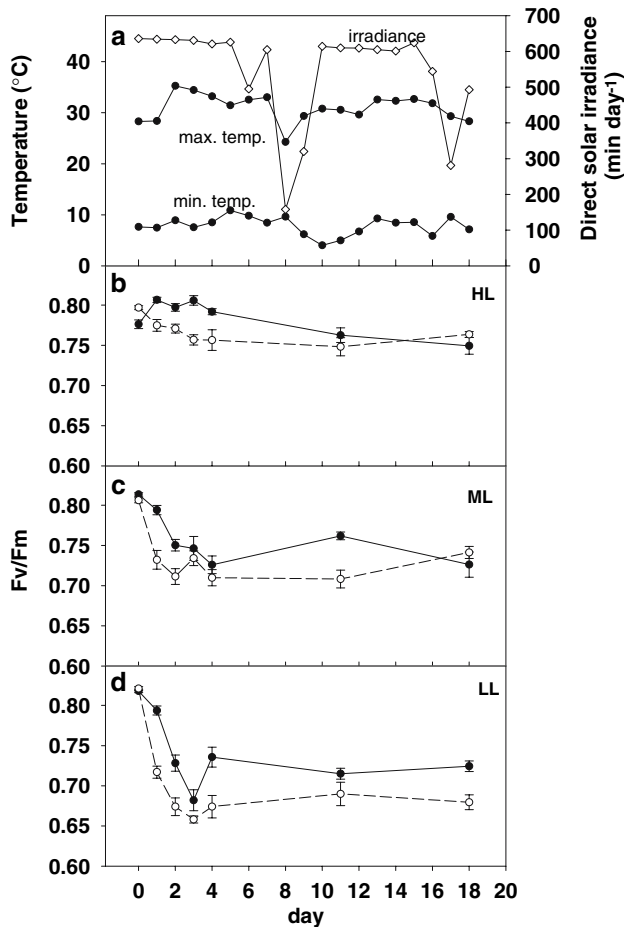 a
irradiance
max. temp.
min. temp.
Temperature (°C)
40
30
20
10
0
700
600
500
400
300
200
100
0
Direct solar irradiance
(min day-1)
b
HL
0.80
0.75
0.70
0.65
0.60
c
ML
0.80
0.75
0.70
0.60
Fv/Fm
d
LL
0.80
0.75
0.70
0.65
0.60
0 2 4 6 8 10 12 14 16 18 20
day